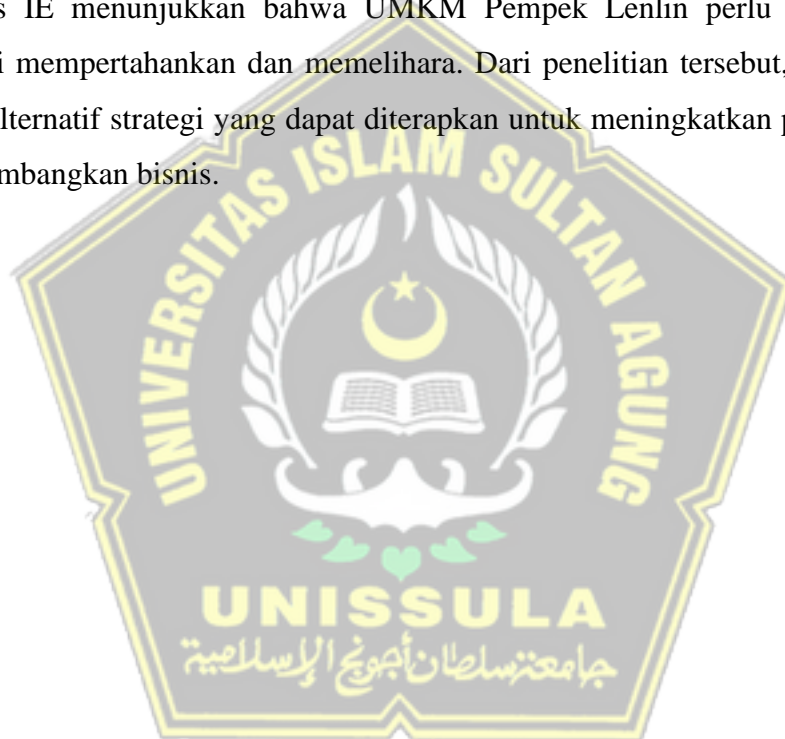 s IE menunjukkan bahwa UMKM Pempek Lenlin perlu
i mempertahankan dan memelihara. Dari penelitian tersebut,
lternatif strategi yang dapat diterapkan untuk meningkatkan p
mbangkan bisnis.
UNIVERSITAS ISLAM SULTAN AGUNG
UNISSULA
جامعة سلطان أجونج الإسلامية